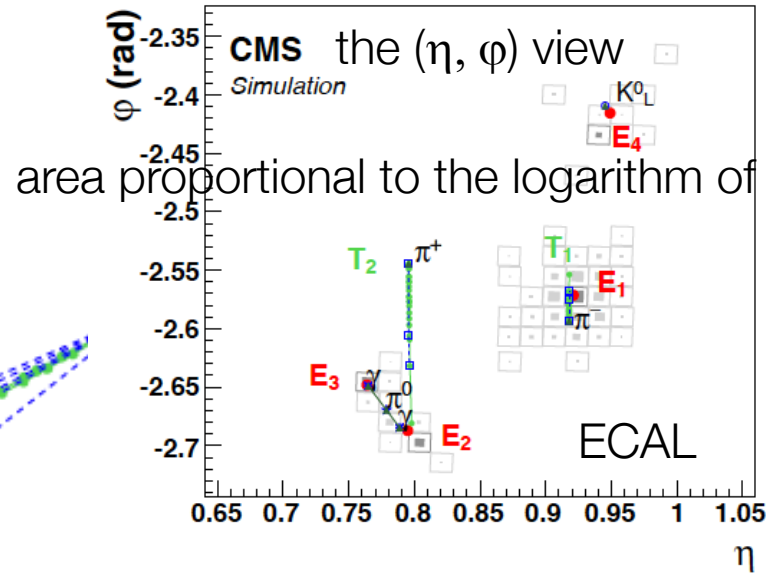 CMS the (η, φ) view
Simulation
φ (rad)
-2.35
-2.4
-2.45
-2.5
-2.55
-2.6
-2.65
-2.7
K⁰L
E₄
area proportional to the logarithm of
T₂
π⁺
T₁
E₁
π⁻
E₃
γ
π⁰
γ
E₂
ECAL
0.65 0.7 0.75 0.8 0.85 0.9 0.95 1 1.05
η